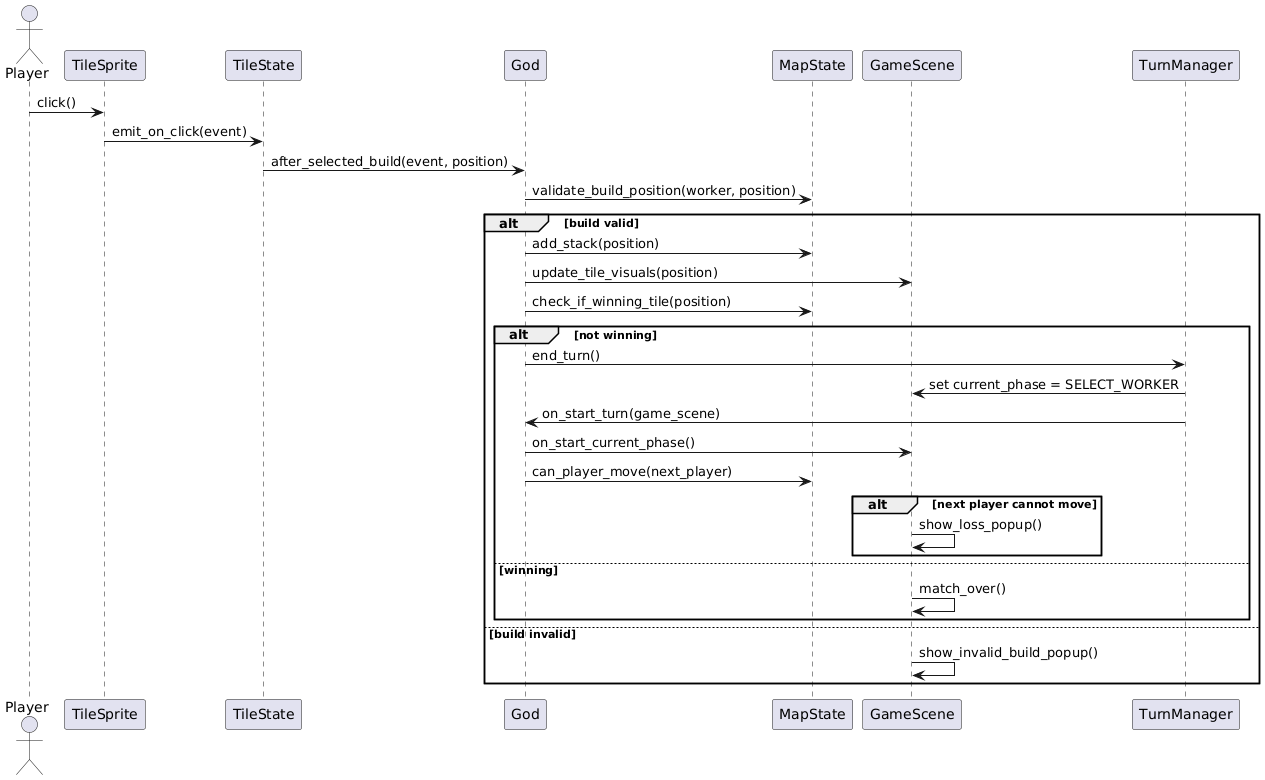 Player
TileSprite
TileState
God
MapState
GameScene
TurnManager
click()
emit_on_click(event)
after_selected_build(event, position)
validate_build_position(worker, position)
alt [build valid]
add_stack(position)
update_tile_visuals(position)
check_if_winning_tile(position)
alt [not winning]
end_turn()
set current_phase = SELECT_WORKER
on_start_turn(game_scene)
on_start_current_phase()
can_player_move(next_player)
alt [next player cannot move]
show_loss_popup()
[winning]
match_over()
[build invalid]
show_invalid_build_popup()
Player
TileSprite
TileState
God
MapState
GameScene
TurnManager